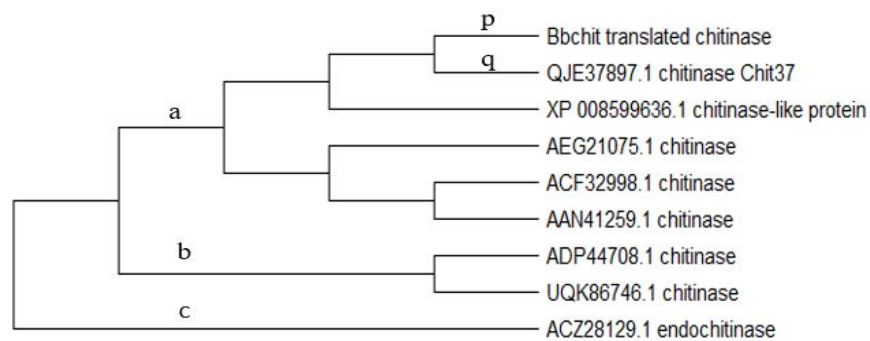 p
Bbchit translated chitinase
q
QJE37897.1 chitinase Chit37
a
XP 008599636.1 chitinase-like protein
AEG21075.1 chitinase
ACF32998.1 chitinase
AAN41259.1 chitinase
b
ADP44708.1 chitinase
UQK86746.1 chitinase
c
ACZ28129.1 endochitinase